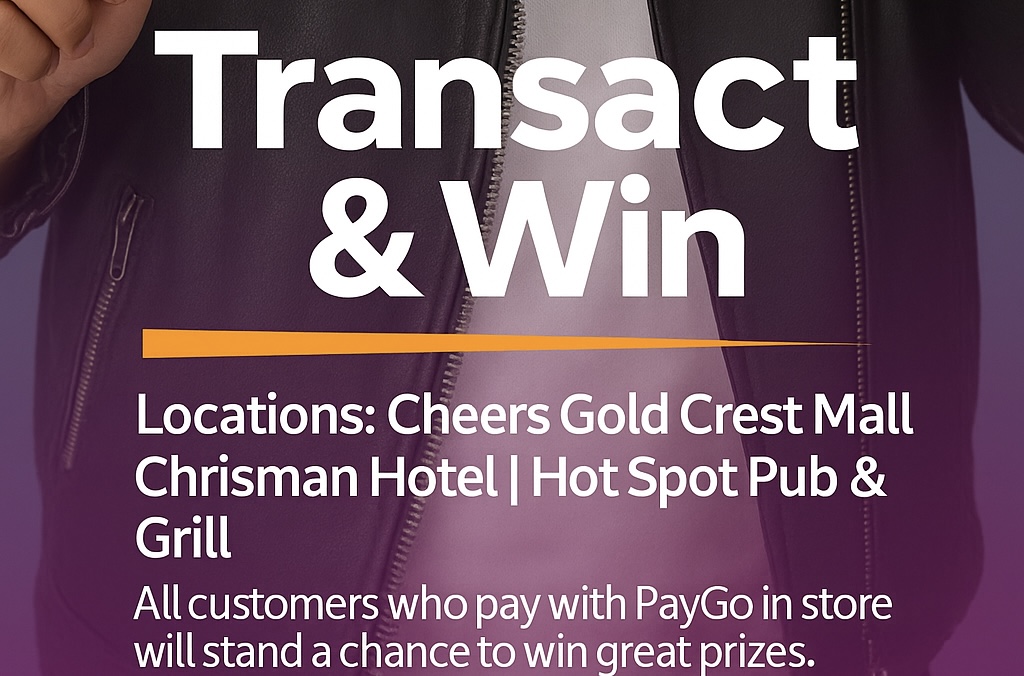 Transact
& Win
Locations: Cheers Gold Crest Mall
Chrisman Hotel | Hot Spot Pub &
Grill
All customers who pay with PayGo in store
will stand a chance to win great prizes.